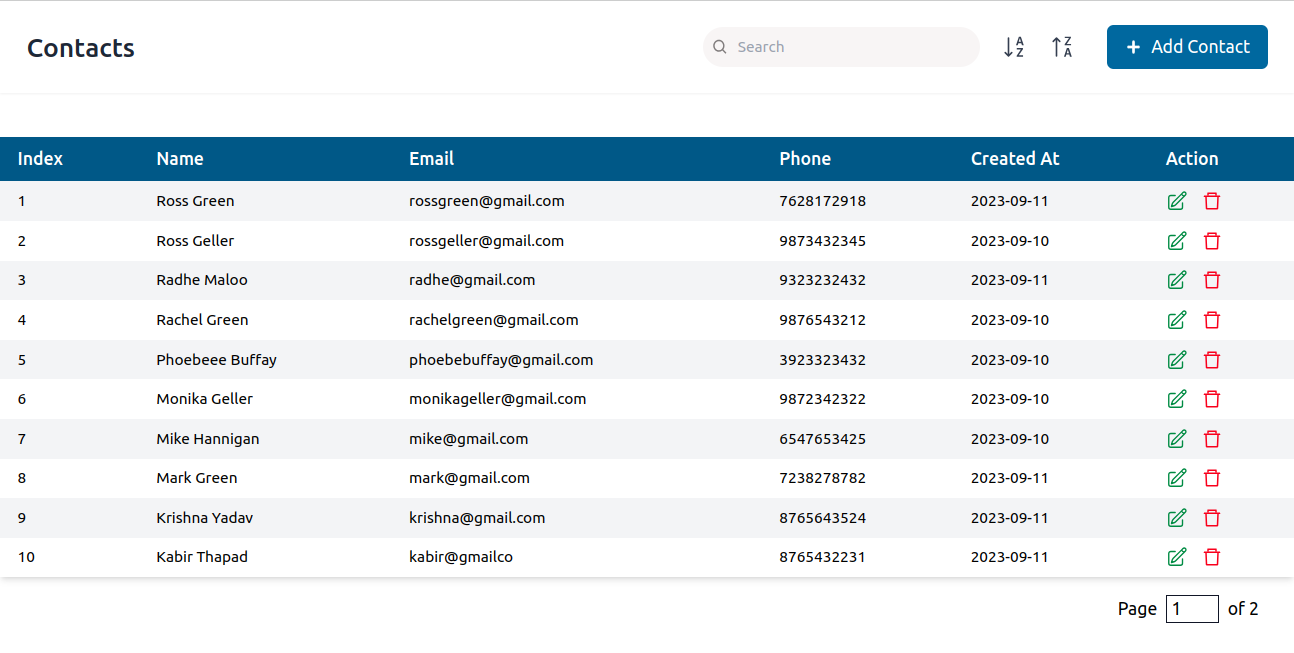 Contacts Search A Z Z A + Add Contact
Index Name Email Phone Created At Action
1 Ross Green rossgreen@gmail.com 7628172918 2023-09-11
2 Ross Geller rossgeller@gmail.com 9873432345 2023-09-10
3 Radhe Maloo radhe@gmail.com 9323232432 2023-09-11
4 Rachel Green rachelgreen@gmail.com 9876543212 2023-09-10
5 Phoebeee Buffay phoebebuffay@gmail.com 3923323432 2023-09-10
6 Monika Geller monikageller@gmail.com 9872342322 2023-09-10
7 Mike Hannigan mike@gmail.com 6547653425 2023-09-10
8 Mark Green mark@gmail.com 7238278782 2023-09-11
9 Krishna Yadav krishna@gmail.com 8765643524 2023-09-11
10 Kabir Thapad kabir@gmailco 8765432231 2023-09-11
Page 1 of 2